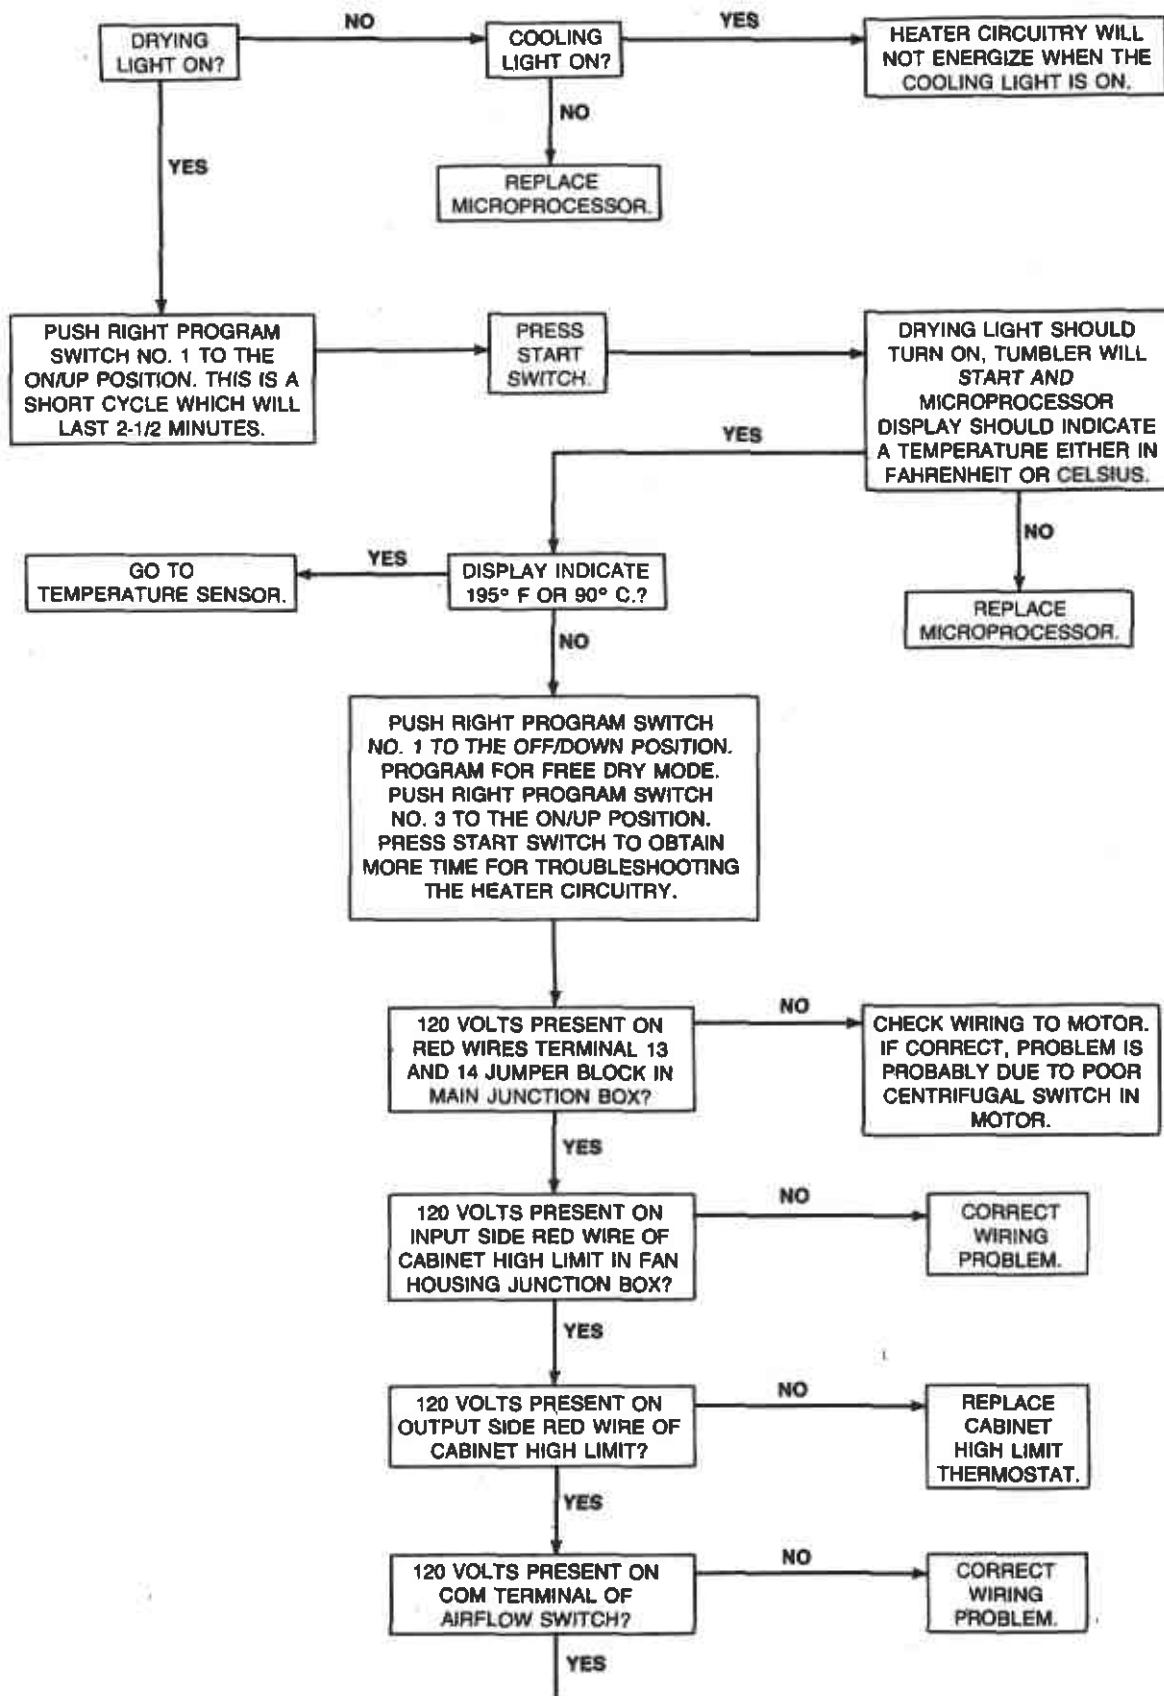 DRYING
LIGHT ON?
NO
COOLING
LIGHT ON?
YES
HEATER CIRCUITRY WILL
NOT ENERGIZE WHEN THE
COOLING LIGHT IS ON.
NO
YES
REPLACE
MICROPROCESSOR.
PUSH RIGHT PROGRAM
SWITCH NO. 1 TO THE
ON/UP POSITION. THIS IS A
SHORT CYCLE WHICH WILL
LAST 2-1/2 MINUTES.
PRESS
START
SWITCH.
DRYING LIGHT SHOULD
TURN ON, TUMBLER WILL
START AND
MICROPROCESSOR
DISPLAY SHOULD INDICATE
A TEMPERATURE EITHER IN
FAHRENHEIT OR CELSIUS.
YES
NO
REPLACE
MICROPROCESSOR.
DISPLAY INDICATE
195° F OR 90° C.?
YES
GO TO
TEMPERATURE SENSOR.
NO
PUSH RIGHT PROGRAM SWITCH
NO. 1 TO THE OFF/DOWN POSITION.
PROGRAM FOR FREE DRY MODE.
PUSH RIGHT PROGRAM SWITCH
NO. 3 TO THE ON/UP POSITION.
PRESS START SWITCH TO OBTAIN
MORE TIME FOR TROUBLESHOOTING
THE HEATER CIRCUITRY.
120 VOLTS PRESENT ON
RED WIRES TERMINAL 13
AND 14 JUMPER BLOCK IN
MAIN JUNCTION BOX?
NO
CHECK WIRING TO MOTOR.
IF CORRECT, PROBLEM IS
PROBABLY DUE TO POOR
CENTRIFUGAL SWITCH IN
MOTOR.
YES
120 VOLTS PRESENT ON
INPUT SIDE RED WIRE OF
CABINET HIGH LIMIT IN FAN
HOUSING JUNCTION BOX?
NO
CORRECT
WIRING
PROBLEM.
YES
120 VOLTS PRESENT ON
OUTPUT SIDE RED WIRE OF
CABINET HIGH LIMIT?
NO
REPLACE
CABINET
HIGH LIMIT
THERMOSTAT.
YES
120 VOLTS PRESENT ON
COM TERMINAL OF
AIRFLOW SWITCH?
NO
CORRECT
WIRING
PROBLEM.
YES